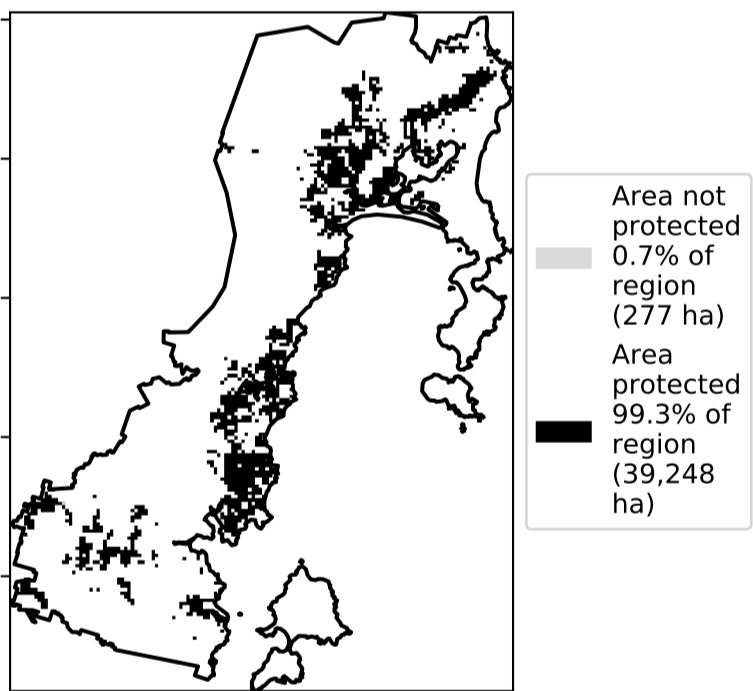 Area not
protected
0.7% of
region
(277 ha)
Area
protected
99.3% of
region
(39,248
ha)